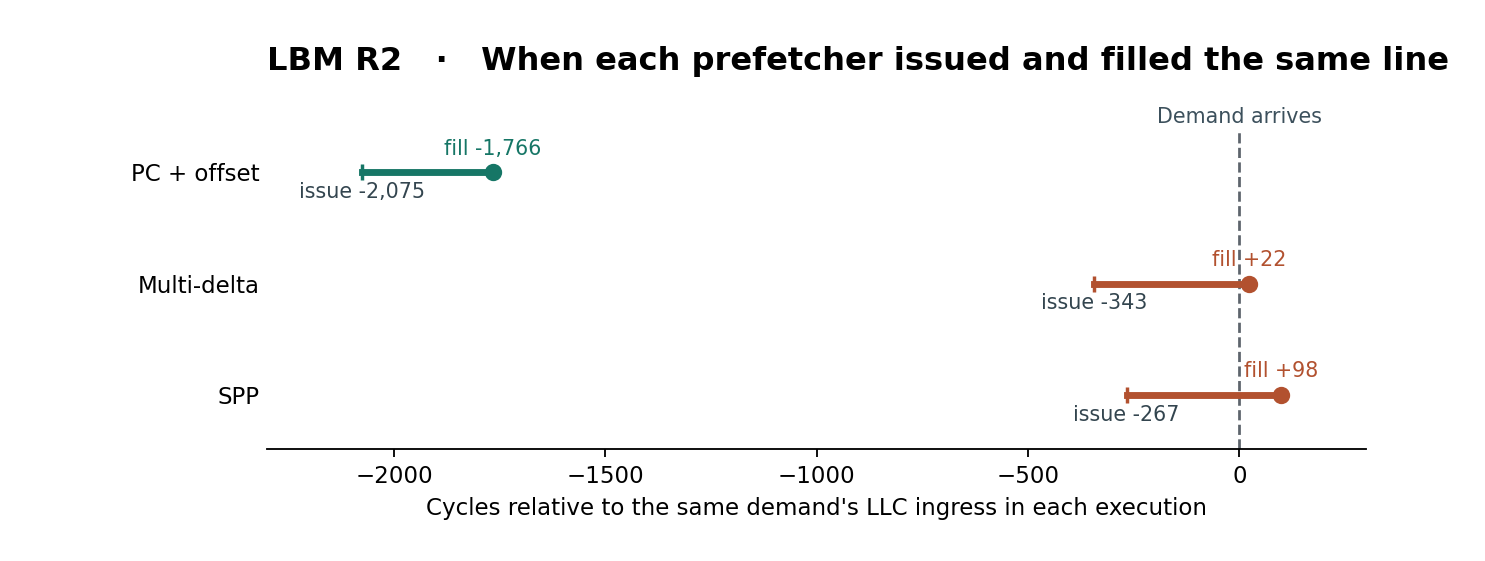 LBM R2 · When each prefetcher issued and filled the same line
Demand arrives
PC + offset
fill -1,766
issue -2,075
Multi-delta
fill +22
issue -343
SPP
fill +98
issue -267
−2000 −1500 −1000 −500 0
Cycles relative to the same demand's LLC ingress in each execution